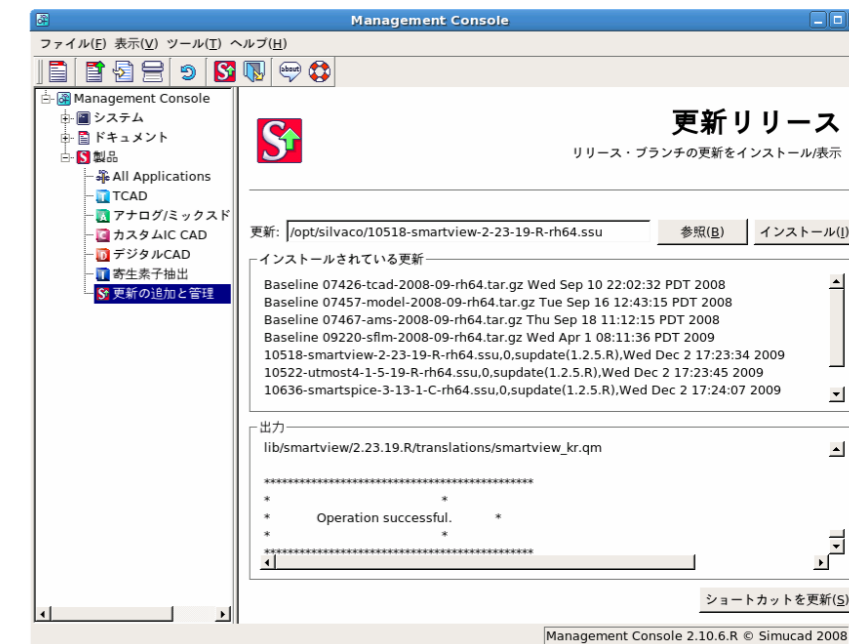 Management Console
ファイル(F) 表示(V) ツール(T) ヘルプ(H)
about
Management Console
システム
ドキュメント
製品
All Applications
TCAD
アナログ/ミックスド
カスタムIC CAD
デジタルCAD
寄生素子抽出
更新の追加と管理
更新リリース
リリース・ブランチの更新をインストール/表示
更新: /opt/silvaco/10518-smartview-2-23-19-R-rh64.ssu 参照(B) インストール(I)
インストールされている更新
Baseline 07426-tcad-2008-09-rh64.tar.gz Wed Sep 10 22:02:32 PDT 2008
Baseline 07457-model-2008-09-rh64.tar.gz Tue Sep 16 12:43:15 PDT 2008
Baseline 07467-ams-2008-09-rh64.tar.gz Thu Sep 18 11:12:15 PDT 2008
Baseline 09220-sflm-2008-09-rh64.tar.gz Wed Apr 1 08:11:36 PDT 2009
10518-smartview-2-23-19-R-rh64.ssu,0,supdate(1.2.5.R),Wed Dec 2 17:23:34 2009
10522-utmost4-1-5-19-R-rh64.ssu,0,supdate(1.2.5.R),Wed Dec 2 17:23:45 2009
10636-smartspice-3-13-1-C-rh64.ssu,0,supdate(1.2.5.R),Wed Dec 2 17:24:07 2009
出力
lib/smartview/2.23.19.R/translations/smartview_kr.qm
**********************************************
* *
* Operation successful. *
* *
**********************************************
ショートカットを更新(S)
Management Console 2.10.6.R © Simucad 2008